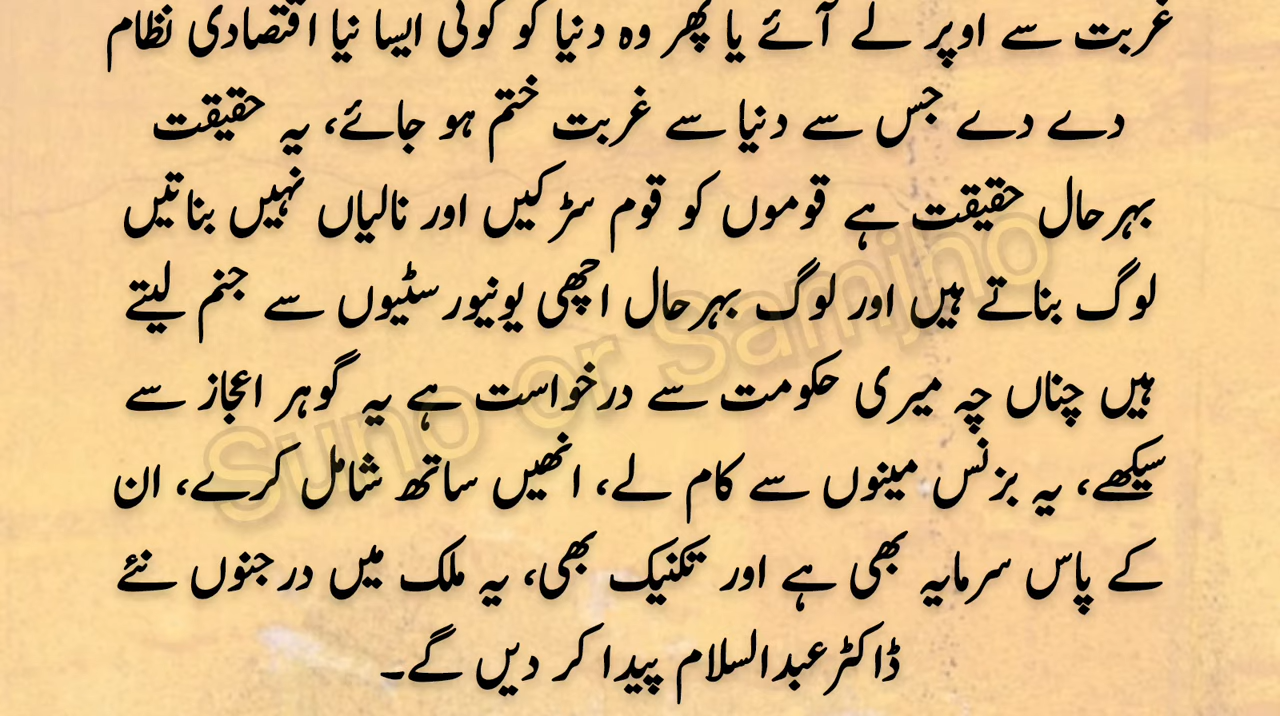 غربت سے اوپر لے آئے یا پھر وہ دنیا کو کوئی ایسا نیا اقتصادی نظام
دے دے جس سے دنیا سے غربت ختم ہو جائے، یہ حقیقت
بہرحال حقیقت ہے قوموں کو قوم سڑکیں اور نالیاں نہیں بناتیں
لوگ بناتے ہیں اور لوگ بہرحال اچھی یونیورسٹیوں سے جنم لیتے
ہیں چناں چہ میری حکومت سے درخواست ہے یہ گوہر اعجاز سے
سیکھے، یہ بزنس مینوں سے کام لے، انھیں ساتھ شامل کرے، ان
کے پاس سرمایہ بھی ہے اور تکنیک بھی، یہ ملک میں درجنوں نئے
ڈاکٹرعبدالسلام پیدا کر دیں گے۔
Suno or Samjho